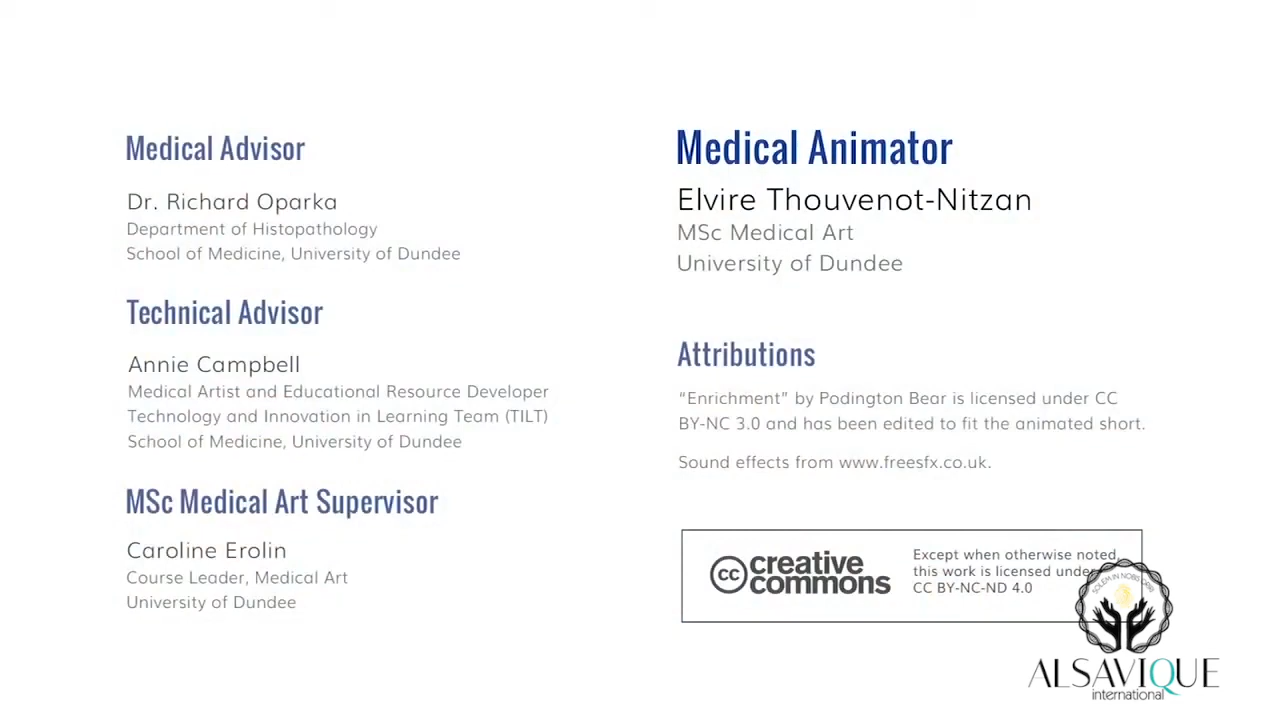 Medical Advisor
Dr. Richard Oparka
Department of Histopathology
School of Medicine, University of Dundee
Technical Advisor
Annie Campbell
Medical Artist and Educational Resource Developer
Technology and Innovation in Learning Team (TILT)
School of Medicine, University of Dundee
MSc Medical Art Supervisor
Caroline Erolin
Course Leader, Medical Art
University of Dundee
Medical Animator
Elvire Thouvenot-Nitzan
MSc Medical Art
University of Dundee
Attributions
“Enrichment” by Podington Bear is licensed under CC
BY-NC 3.0 and has been edited to fit the animated short.
Sound effects from www.freesfx.co.uk.
cc creative
commons
Except when otherwise noted,
this work is licensed under
CC BY-NC-ND 4.0
SOLEM IN NOBIS
ALSAVIQUE
international